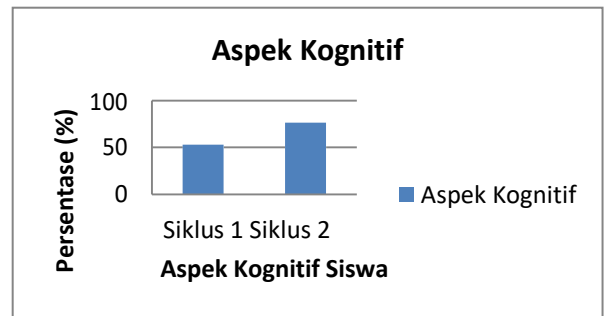 Aspek Kognitif
Persentase (%)
100
50
0
Siklus 1 Siklus 2
Aspek Kognitif Siswa
Aspek Kognitif